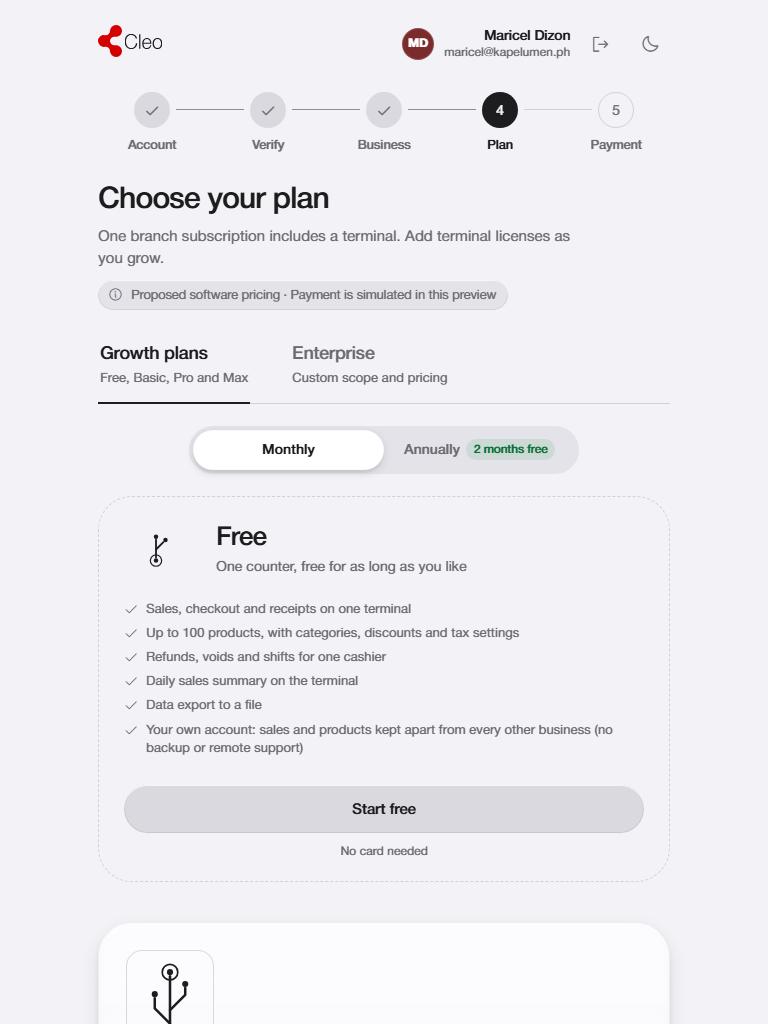 Cleo
MD
Maricel Dizon
maricel@kapelumen.ph
4
5
Account
Verify
Business
Plan
Payment
Choose your plan
One branch subscription includes a terminal. Add terminal licenses as
you grow.
Proposed software pricing · Payment is simulated in this preview
Growth plans
Free, Basic, Pro and Max
Enterprise
Custom scope and pricing
Monthly
Annually 2 months free
Free
One counter, free for as long as you like
Sales, checkout and receipts on one terminal
Up to 100 products, with categories, discounts and tax settings
Refunds, voids and shifts for one cashier
Daily sales summary on the terminal
Data export to a file
Your own account: sales and products kept apart from every other business (no
backup or remote support)
Start free
No card needed